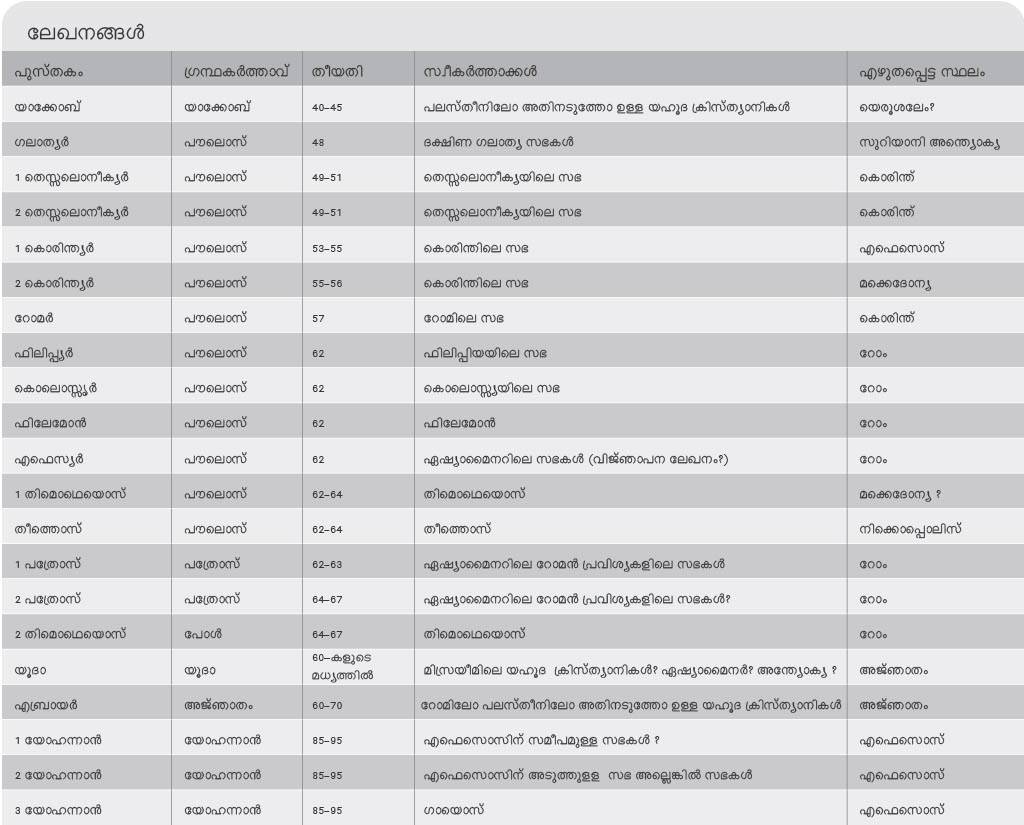 ലേഖനങ്ങൾ
പുസ്തകം ഗ്രന്ഥകർത്താവ് തീയതി സ്വീകർത്താക്കൾ എഴുതപ്പെട്ട സ്ഥലം
യാക്കോബ് യാക്കോബ് 40–45 പലസ്തീനിലോ അതിനടുത്തോ ഉള്ള യഹൂദ ക്രിസ്ത്യാനികൾ യെരൂശലേം?
ഗലാത്യർ പൗലൊസ് 48 ദക്ഷിണ ഗലാത്യ സഭകൾ സുറിയാനി അന്ത്യൊക്യ
1 തെസ്സലൊനീക്യർ പൗലൊസ് 49–51 തെസ്സലൊനീക്യയിലെ സഭ കൊരിന്ത്
2 തെസ്സലൊനീക്യർ പൗലൊസ് 49–51 തെസ്സലൊനീക്യയിലെ സഭ കൊരിന്ത്
1 കൊരിന്ത്യർ പൗലൊസ് 53–55 കൊരിന്തിലെ സഭ എഫെസൊസ്
2 കൊരിന്ത്യർ പൗലൊസ് 55–56 കൊരിന്തിലെ സഭ മക്കെദോന്യ
റോമർ പൗലൊസ് 57 റോമിലെ സഭ കൊരിന്ത്
ഫിലിപ്പ്യർ പൗലൊസ് 62 ഫിലിപ്പിയയിലെ സഭ റോം
കൊലൊസ്സ്യർ പൗലൊസ് 62 കൊലൊസ്സ്യയിലെ സഭ റോം
ഫിലേമോൻ പൗലൊസ് 62 ഫിലേമോൻ റോം
എഫെസ്യർ പൗലൊസ് 62 ഏഷ്യാമൈനറിലെ സഭകൾ (വിജ്ഞാപന ലേഖനം?) റോം
1 തിമൊഥെയൊസ് പൗലൊസ് 62–64 തിമൊഥെയൊസ് മക്കെദോന്യ ?
തീത്തൊസ് പൗലൊസ് 62–64 തീത്തൊസ് നിക്കൊപ്പൊലിസ്
1 പത്രോസ് പത്രോസ് 62–63 ഏഷ്യാമൈനറിലെ റോമൻ പ്രവിശ്യകളിലെ സഭകൾ റോം
2 പത്രോസ് പത്രോസ് 64–67 ഏഷ്യാമൈനറിലെ റോമൻ പ്രവിശ്യകളിലെ സഭകൾ? റോം
2 തിമൊഥെയൊസ് പോൾ 64–67 തിമൊഥെയൊസ് റോം
യൂദാ യൂദാ 60–കളുടെ മധ്യത്തിൽ മിസ്രയീമിലെ യഹൂദ ക്രിസ്ത്യാനികൾ? ഏഷ്യാമൈനർ? അന്ത്യോക്യ ? അജ്ഞാതം
എബ്രായർ അജ്ഞാതം 60–70 റോമിലോ പലസ്തീനിലോ അതിനടുത്തോ ഉള്ള യഹൂദ ക്രിസ്ത്യാനികൾ അജ്ഞാതം
1 യോഹന്നാൻ യോഹന്നാൻ 85–95 എഫെസൊസിന് സമീപമുള്ള സഭകൾ ? എഫെസൊസ്
2 യോഹന്നാൻ യോഹന്നാൻ 85–95 എഫെസൊസിന് അടുത്തുളള സഭ അല്ലെങ്കിൽ സഭകൾ എഫെസൊസ്
3 യോഹന്നാൻ യോഹന്നാൻ 85–95 ഗായൊസ് എഫെസൊസ്